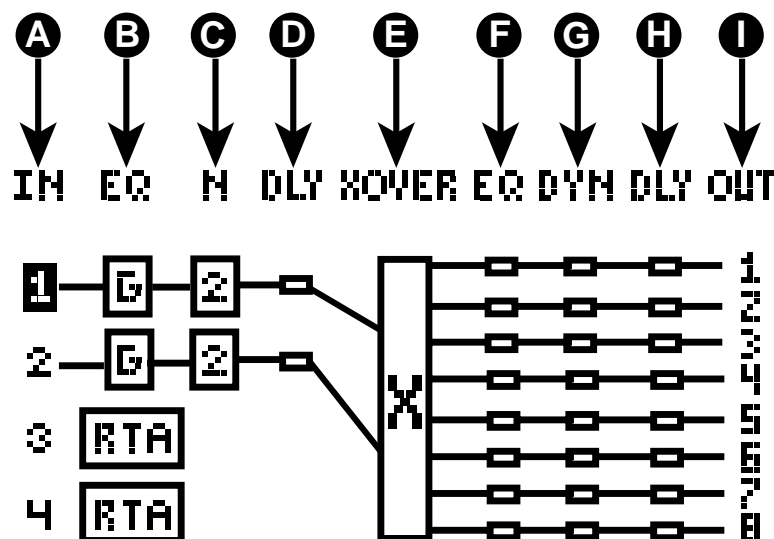 A B C D E F G H I
IN EQ N DLY XOVER EQ DYN DLY OUT
1 G 2 1
2
2 G 2 3
X 4
3 RTA 5
6
4 RTA 7
8